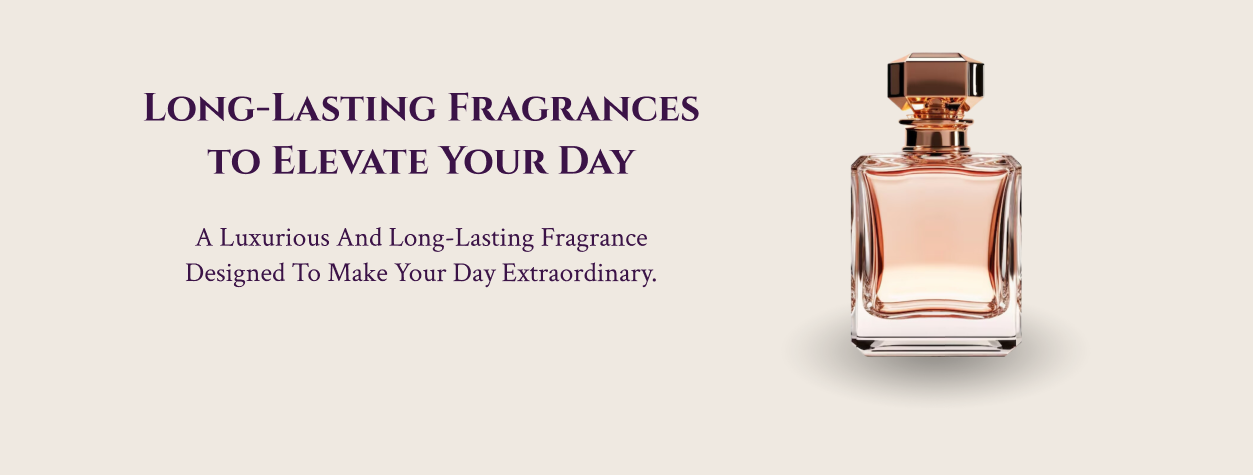 Long-Lasting Fragrances
to Elevate Your Day
A Luxurious And Long-Lasting Fragrance
Designed To Make Your Day Extraordinary.